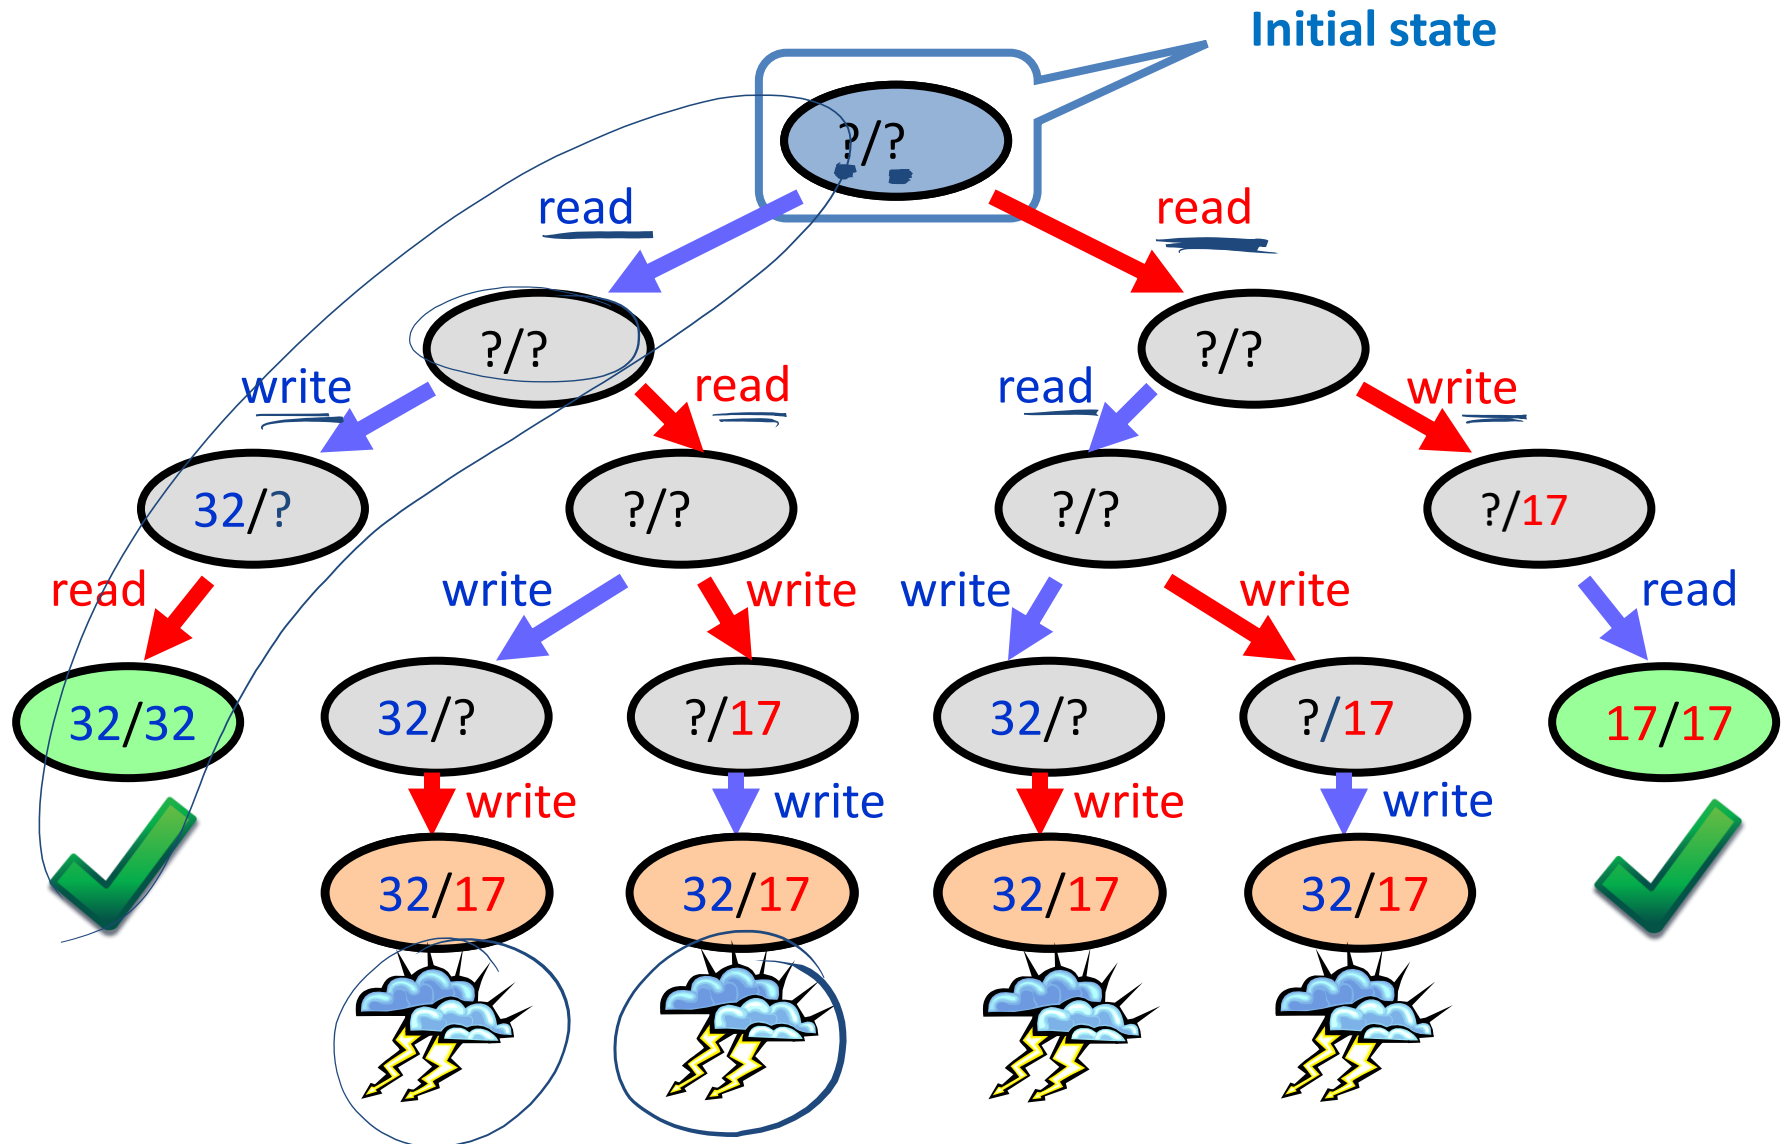 Initial state
?/?
read
read
?/?
?/?
write
read
read
write
32/?
?/?
?/?
?/17
read
write
write
write
write
read
32/32
32/?
?/17
32/?
?/17
17/17
write
write
write
write
32/17
32/17
32/17
32/17